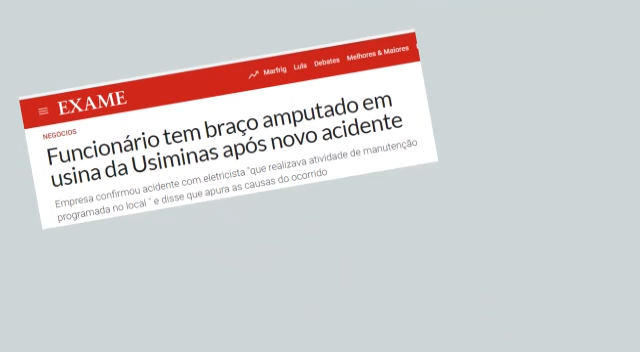 EXAME
Marfrig Lula Debates Melhores & Maiores
NEGÓCIOS
Funcionário tem braço amputado em
usina da Usiminas após novo acidente
Empresa confirmou acidente com eletricista "que realizava atividade de manutenção
programada no local " e disse que apura as causas do ocorrido